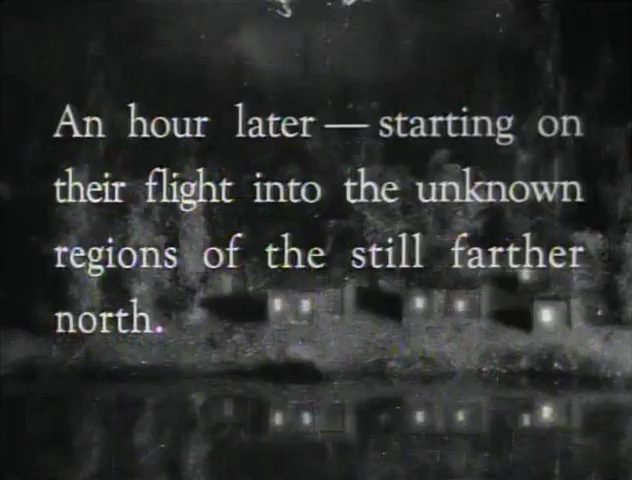 An hour later — starting on
their flight into the unknown
regions of the still farther
north.